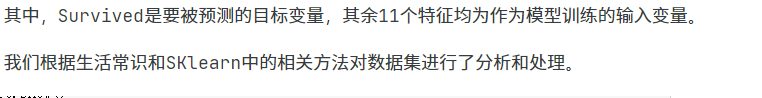 其中，Survived是要被预测的目标变量，其余11个特征均为作为模型训练的输入变量。
我们根据生活常识和SKlearn中的相关方法对数据集进行了分析和处理。